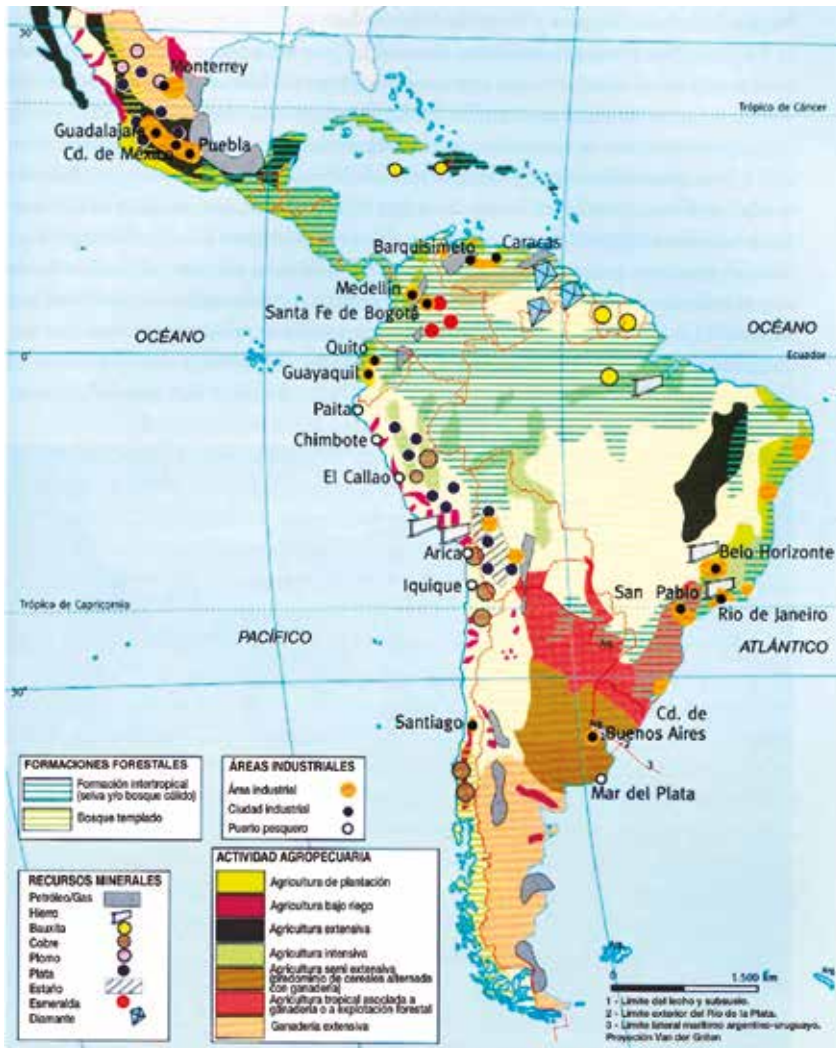 30°
Monterrey
Trópico de Cáncer
Guadalajara
Cd. de México
Puebla
Barquisimeto
Caracas
Medellín
Santa Fe de Bogotá
OCÉANO
OCÉANO
0°
Ecuador
Quito
Guayaquil
Paita
Chimbote
El Callao
Arica
Belo Horizonte
Iquique
San Pablo
Trópico de Capricornio
Río de Janeiro
PACÍFICO
ATLÁNTICO
30°
Santiago
Cd. de
Buenos Aires
3
Mar del Plata
FORMACIONES FORESTALES
Formación intertropical
(selva y/o bosque cálido)
Bosque templado
ÁREAS INDUSTRIALES
Área industrial
Ciudad industrial
Puerto pesquero
RECURSOS MINERALES
Petróleo/Gas
Hierro
Bauxita
Cobre
Plomo
Plata
Estaño
Esmeralda
Diamante
ACTIVIDAD AGROPECUARIA
Agricultura de plantación
Agricultura bajo riego
Agricultura extensiva
Agricultura intensiva
Agricultura semi extensiva
(predominio de cereales alternada
con ganadería)
Agricultura tropical asociada a
ganadería o a explotación forestal
Ganadería extensiva
0 1.500 Km
1 - Límite del lecho y subsuelo.
2 - Límite exterior del Río de la Plata.
3 - Límite lateral marítimo argentino-uruguayo.
Proyección Van der Grinten